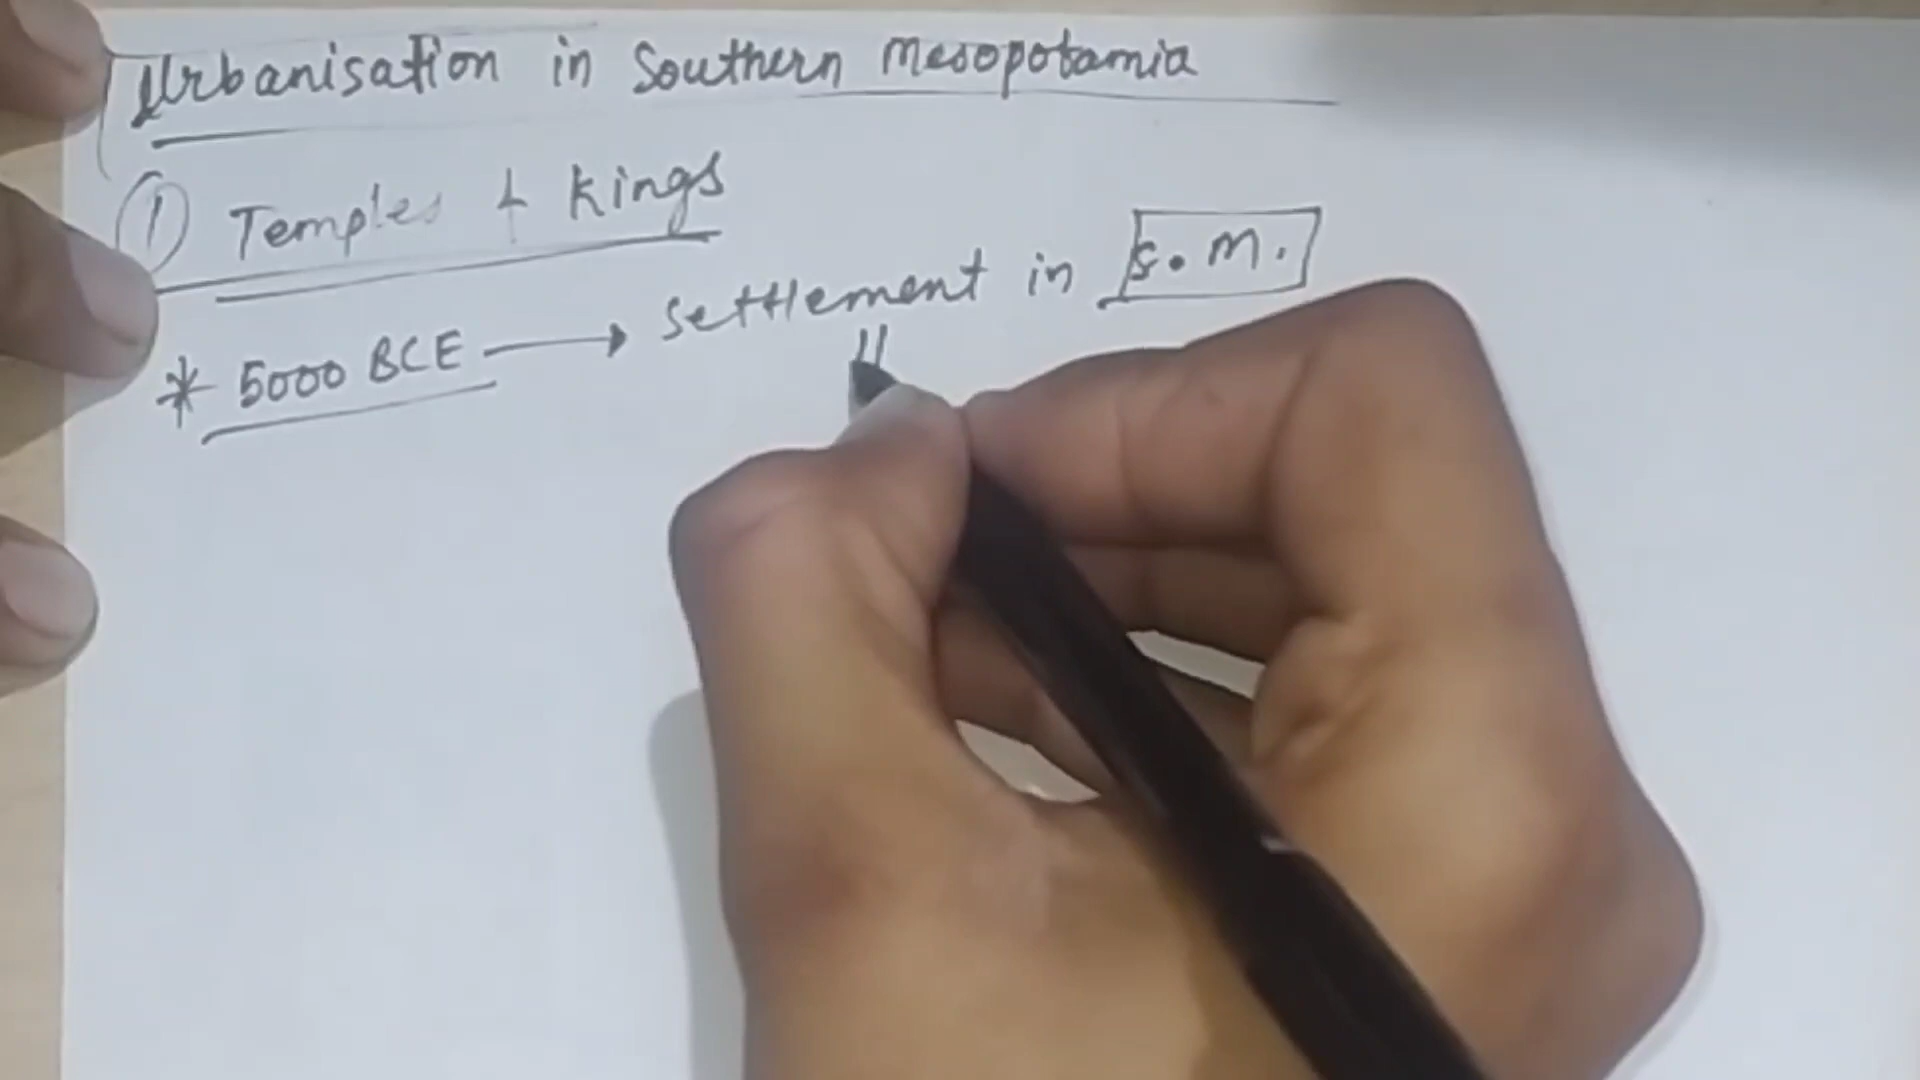 Urbanisation in Southern Mesopotamia
① Temples + Kings
* 5000 BCE → Settlement in S.M.